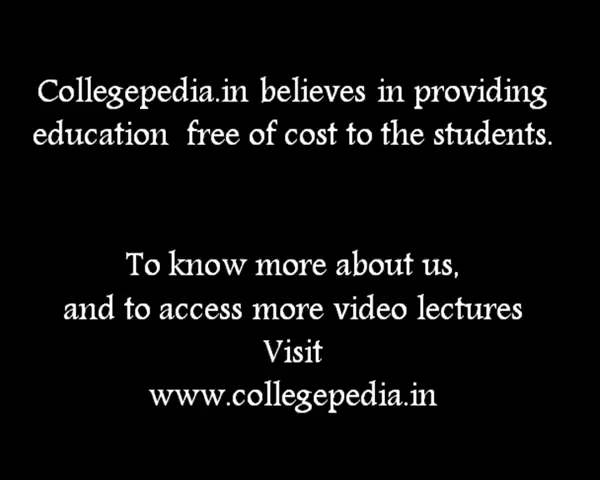 Collegepedia.in believes in providing
education  free of cost to the students.
To know more about us,
and to access more video lectures
Visit
www.collegepedia.in